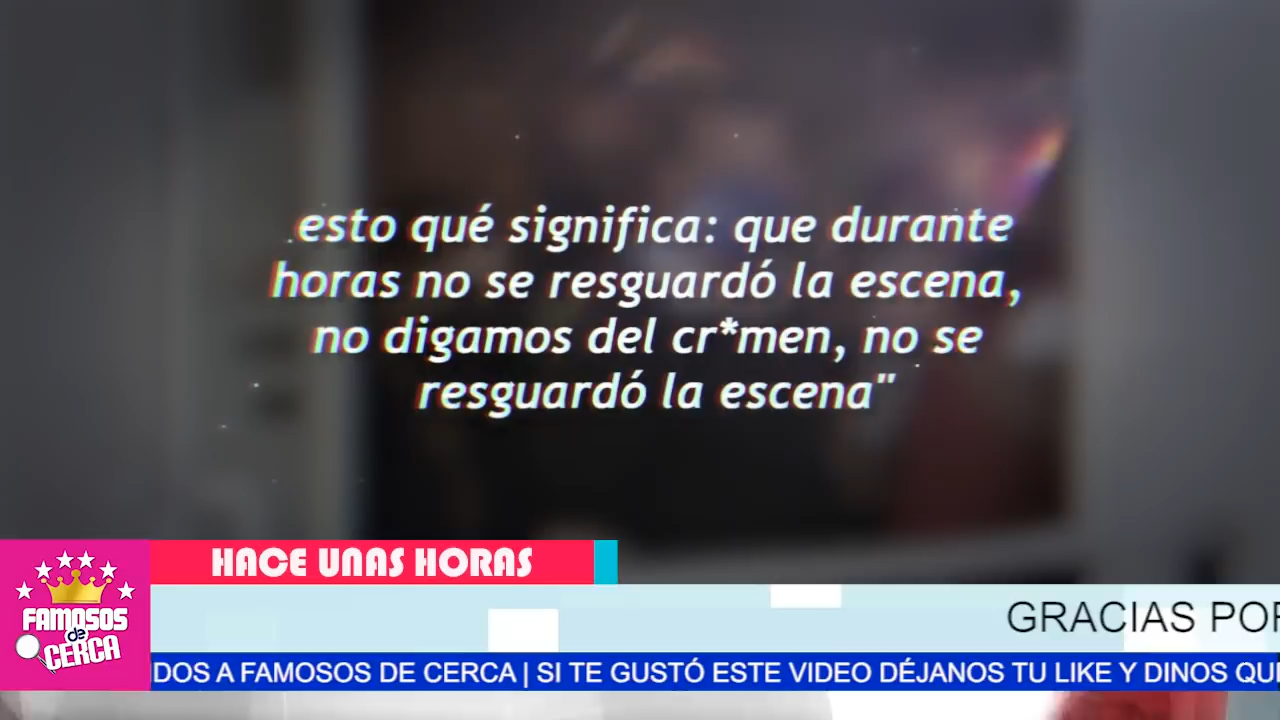 esto qué significa: que durante
horas no se resguardó la escena,
no digamos del cr*men, no se
resguardó la escena"
HACE UNAS HORAS
FAMOSOS
de
CERCA
GRACIAS POR
DOS A FAMOSOS DE CERCA | SI TE GUSTÓ ESTE VIDEO DÉJANOS TU LIKE Y DINOS QUE